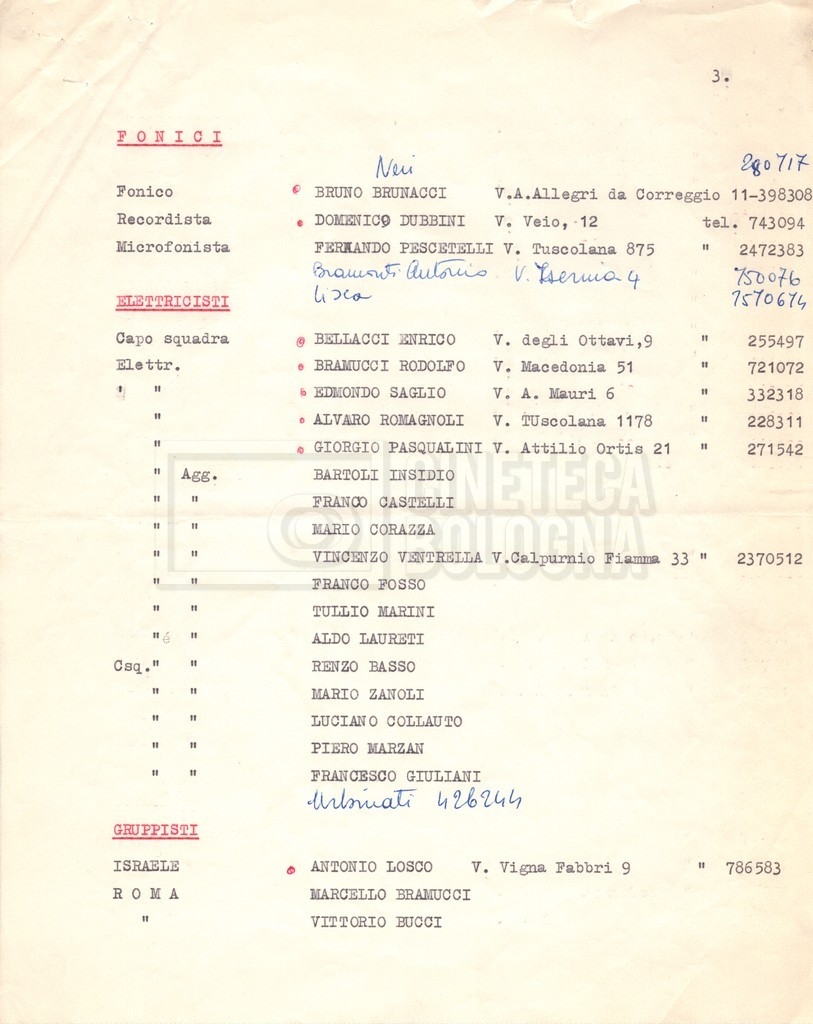 3.
F O N I C I
Neri 280717
Fonico BRUNO BRUNACCI V.A.Allegri da Correggio 11-398308
Recordista DOMENICO DUBBINI V. Veio, 12 tel. 743094
Microfonista FERNANDO PESCETELLI V. Tuscolana 875 " 2472383
Bramonti Antonio V. Isernia 4 750076
ELETTRICISTI Lisca 7570674
Capo squadra BELLACCI ENRICO V. degli Ottavi,9 " 255497
Elettr. BRAMUCCI RODOLFO V. Macedonia 51 " 721072
" " EDMONDO SAGLIO V. A. Mauri 6 " 332318
" ALVARO ROMAGNOLI V. TUscolana 1178 " 228311
" GIORGIO PASQUALINI V. Attilio Ortis 21 " 271542
" Agg. BARTOLI INSIDIO
" " FRANCO CASTELLI
" " MARIO CORAZZA
" " VINCENZO VENTRELLA V.Calpurnio Fiamma 33 " 2370512
" " FRANCO FOSSO
" " TULLIO MARINI
" " ALDO LAURETI
Csq." " RENZO BASSO
" " MARIO ZANOLI
" " LUCIANO COLLAUTO
" " PIERO MARZAN
" " FRANCESCO GIULIANI
Urbinati 426244
GRUPPISTI
ISRAELE ANTONIO LOSCO V. Vigna Fabbri 9 " 786583
R O M A MARCELLO BRAMUCCI
" VITTORIO BUCCI
CINETECA
BOLOGNA